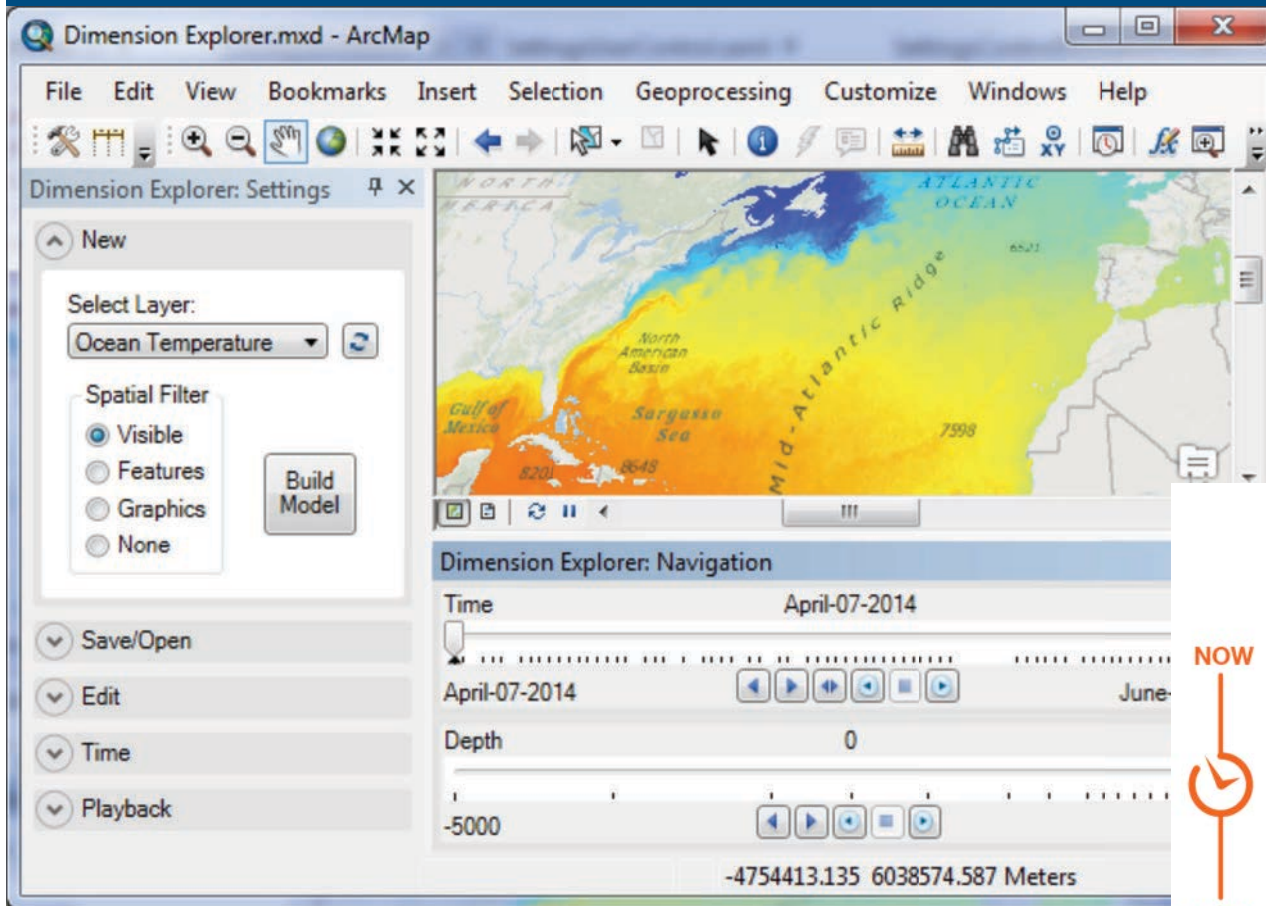 Dimension Explorer.mxd - ArcMap
File Edit View Bookmarks Insert Selection Geoprocessing Customize Windows Help
XY
Dimension Explorer: Settings
New
Select Layer:
Ocean Temperature
Spatial Filter
Visible
Features
Graphics
None
Build
Model
Save/Open
Edit
Time
Playback
NORTH
ATLANTIC
OCEAN
6521
Mid-Atlantic Ridge
North
American
Basin
Gulf of
Mexico
Sargasso
Sea
7598
8201
8648
Dimension Explorer: Navigation
Time April-07-2014
April-07-2014 June-
Depth 0
-5000
-4754413.135 6038574.587 Meters
NOW